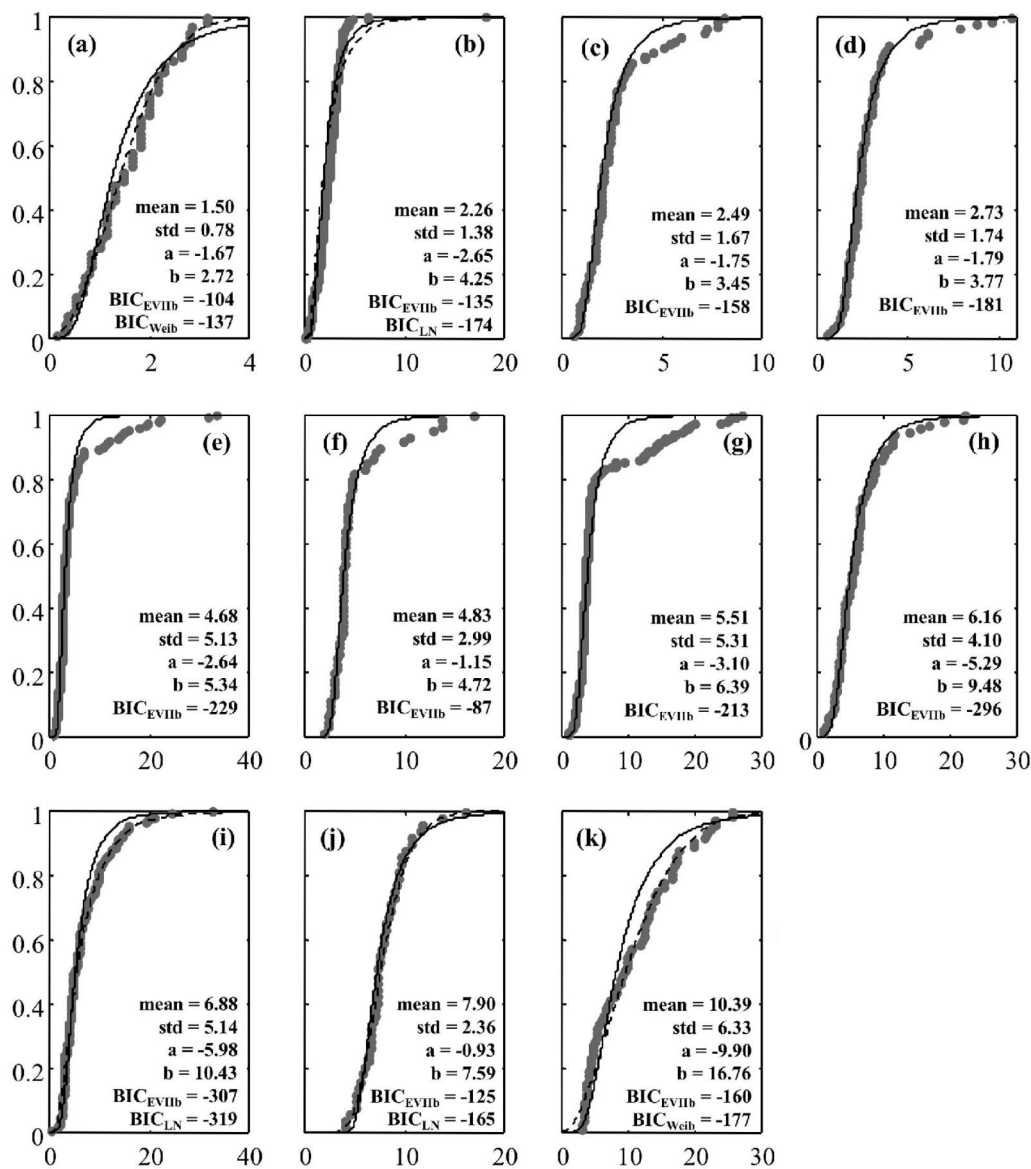 (a)
(b)
(c)
(d)
1
0.8
0.6
0.4
0.2
0
mean = 1.50
std = 0.78
a = -1.67
b = 2.72
BIC_EVIIb = -104
BIC_Weib = -137
mean = 2.26
std = 1.38
a = -2.65
b = 4.25
BIC_EVIIb = -135
BIC_LN = -174
mean = 2.49
std = 1.67
a = -1.75
b = 3.45
BIC_EVIIb = -158
mean = 2.73
std = 1.74
a = -1.79
b = 3.77
BIC_EVIIb = -181
0 2 4
0 10 20
0 5 10
0 5 10
(e)
(f)
(g)
(h)
1
0.8
0.6
0.4
0.2
0
mean = 4.68
std = 5.13
a = -2.64
b = 5.34
BIC_EVIIb = -229
mean = 4.83
std = 2.99
a = -1.15
b = 4.72
BIC_EVIIb = -87
mean = 5.51
std = 5.31
a = -3.10
b = 6.39
BIC_EVIIb = -213
mean = 6.16
std = 4.10
a = -5.29
b = 9.48
BIC_EVIIb = -296
0
0 20 40
0 10 20
0 10 20 30
0 10 20 30
(i)
(j)
(k)
1
0.8
0.6
0.4
0.2
0
mean = 6.88
std = 5.14
a = -5.98
b = 10.43
BIC_EVIIb = -307
BIC_LN = -319
mean = 7.90
std = 2.36
a = -0.93
b = 7.59
BIC_EVIIb = -125
BIC_LN = -165
mean = 10.39
std = 6.33
a = -9.90
b = 16.76
BIC_EVIIb = -160
BIC_Weib = -177
0 20 40
0 10 20
0 10 20 30